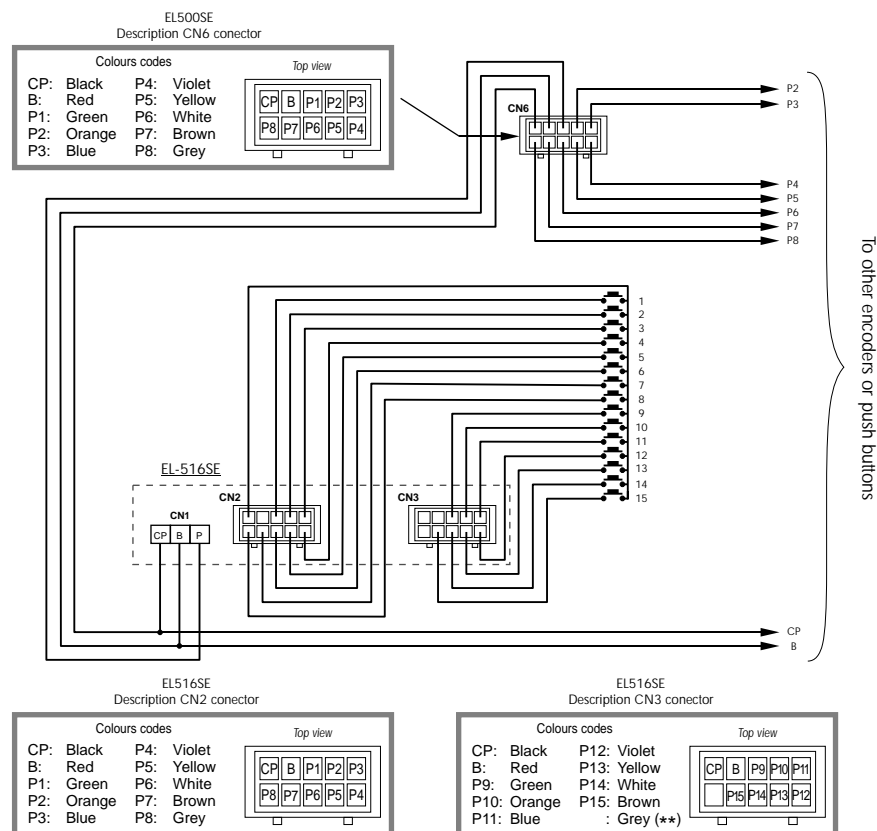 EL500SE
Description CN6 conector
Colours codes
Top view
CP: Black P4: Violet
B: Red P5: Yellow
P1: Green P6: White
P2: Orange P7: Brown
P3: Blue P8: Grey
CP B P1 P2 P3
P8 P7 P6 P5 P4
CN6
P2
P3
P4
P5
P6
P7
P8
To other encoders or push buttons
1
2
3
4
5
6
7
8
9
10
11
12
13
14
15
EL-516SE
CN1
CP B P
CN2
CN3
CP
B
EL516SE
Description CN2 conector
Colours codes
Top view
CP: Black P4: Violet
B: Red P5: Yellow
P1: Green P6: White
P2: Orange P7: Brown
P3: Blue P8: Grey
CP B P1 P2 P3
P8 P7 P6 P5 P4
EL516SE
Description CN3 conector
Colours codes
Top view
CP: Black P12: Violet
B: Red P13: Yellow
P9: Green P14: White
P10: Orange P15: Brown
P11: Blue : Grey (**)
CP B P9 P10 P11
P15 P14 P13 P12